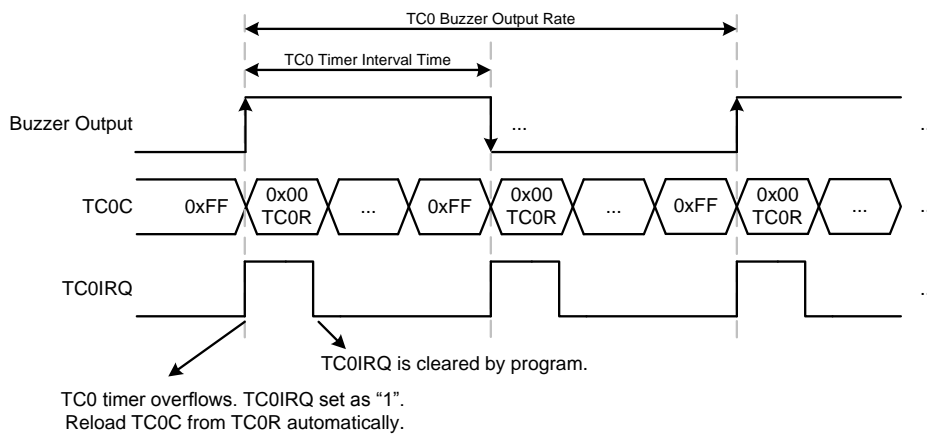 TC0 Buzzer Output Rate
TC0 Timer Interval Time
Buzzer Output
...
..
TC0C
0xFF
0x00
TC0R
...
0xFF
0x00
TC0R
...
0xFF
0x00
TC0R
...
..
TC0IRQ
..
TC0IRQ is cleared by program.
TC0 timer overflows. TC0IRQ set as “1”.
Reload TC0C from TC0R automatically.